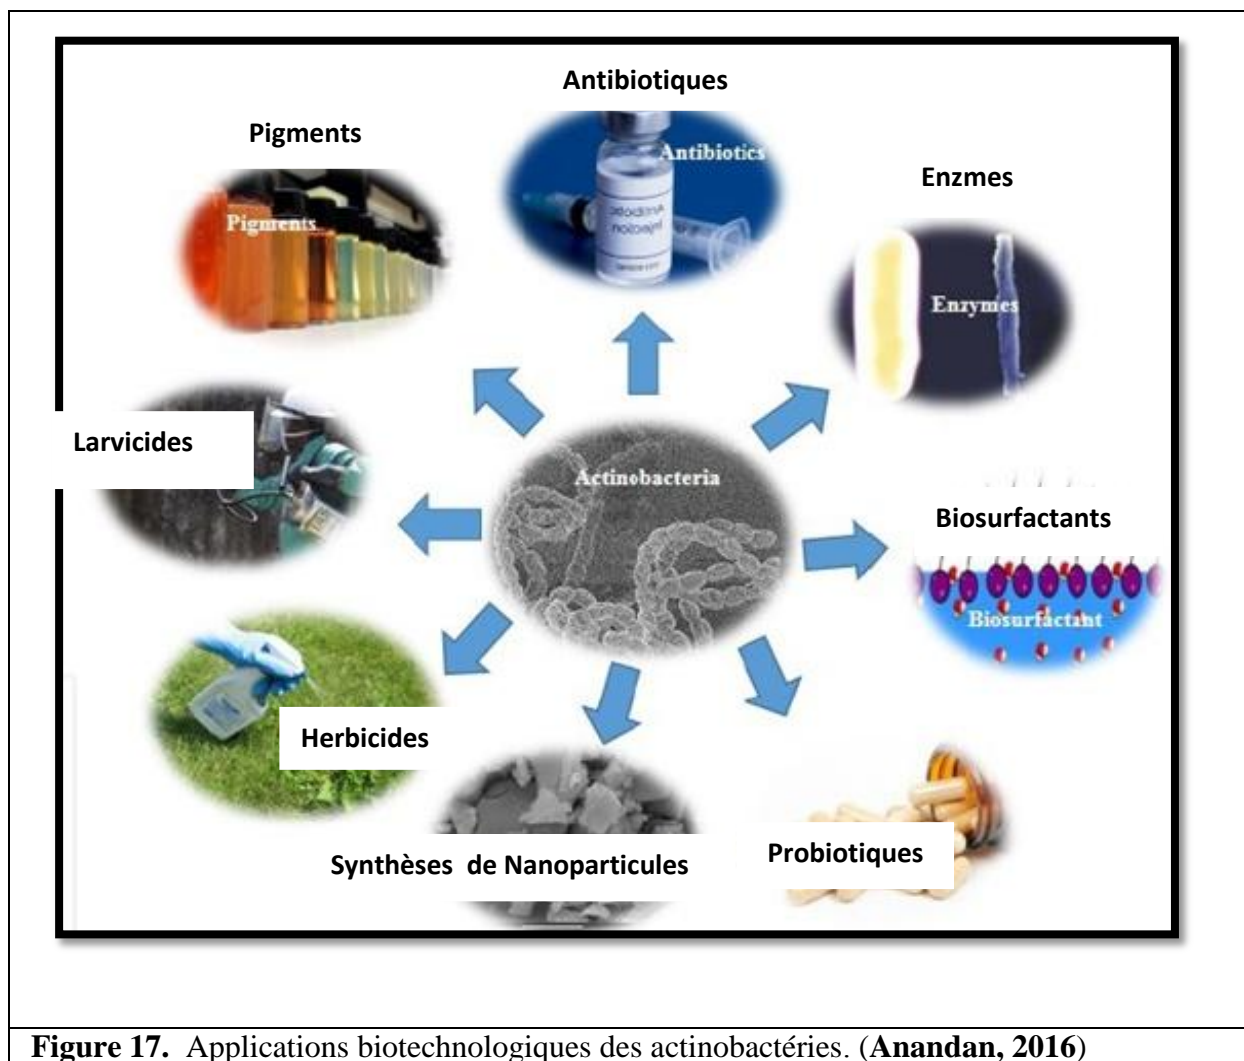 Antibiotiques
Pigments
Antibiotics
Enzmes
Pigments
Enzymes
Larvicides
Actinobacteria
Biosurfactants
Biosurfactant
Herbicides
Probiotiques
Synthèses de Nanoparticules
Figure 17. Applications biotechnologiques des actinobactéries. (Anandan, 2016)